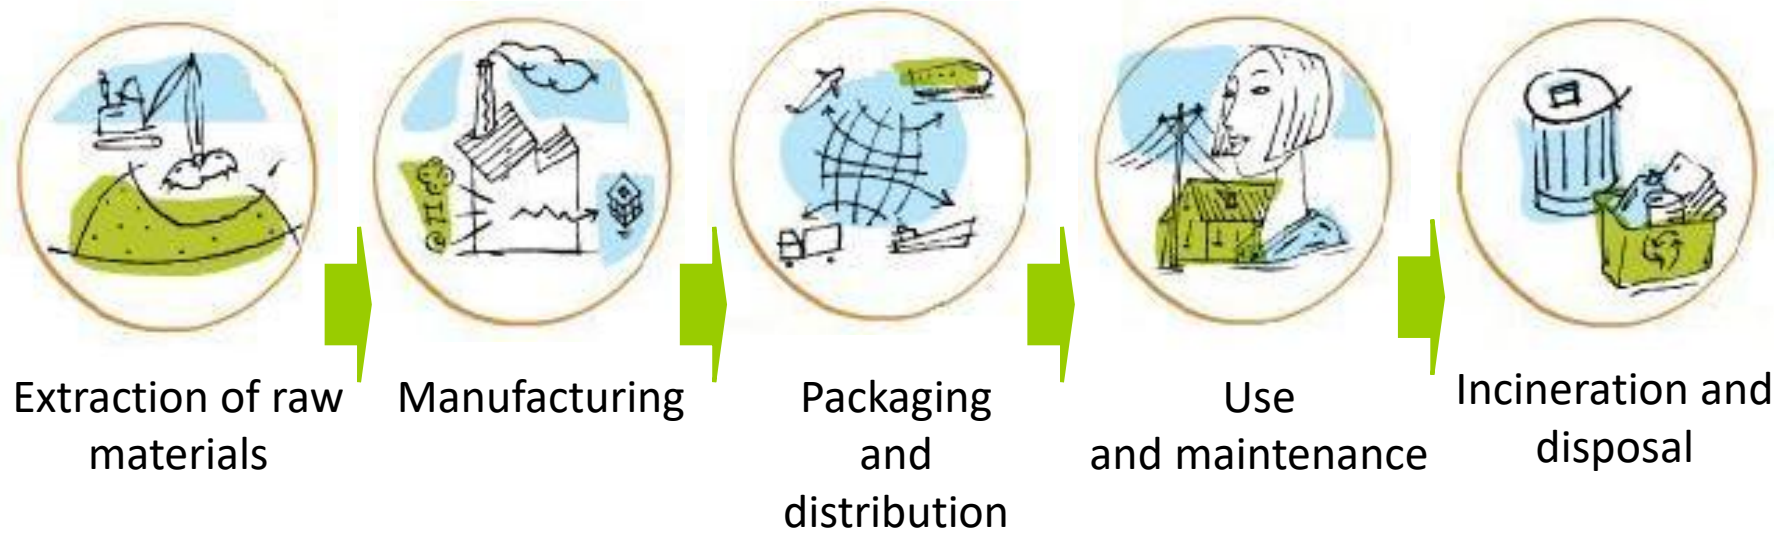 Extraction of raw
materials
Manufacturing
Packaging
and
distribution
Use
and maintenance
Incineration and
disposal